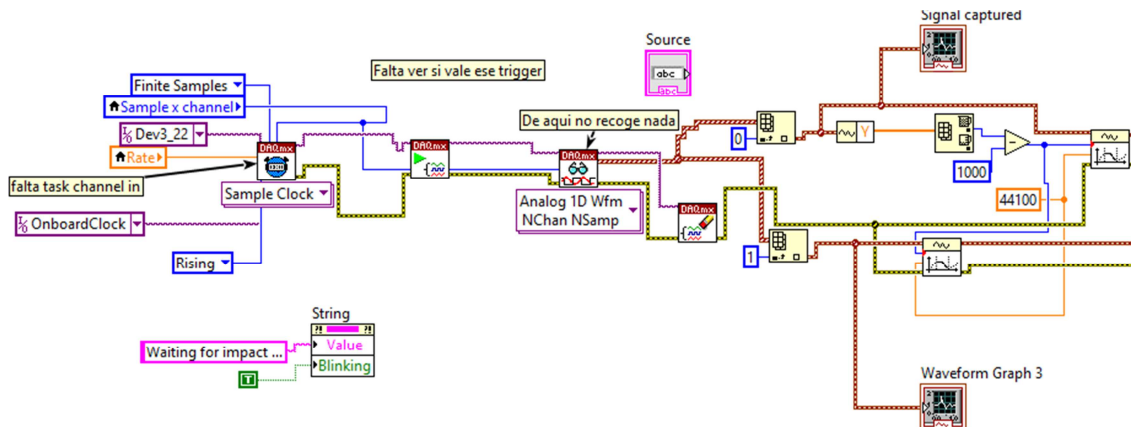 Signal captured
Source
Falta ver si vale ese trigger
Finite Samples
Sample x channel
De aqui no recoge nada
I/O Dev3_22
DAQmx
DAQmx
DAQmx
0
Y
Rate
1000
falta task channel in
Sample Clock
Analog 1D Wfm
NChan NSamp
44100
DAQmx
I/O OnboardClock
1
Rising
String
Waiting for impact ...
Value
T
Blinking
Waveform Graph 3
abc
abc